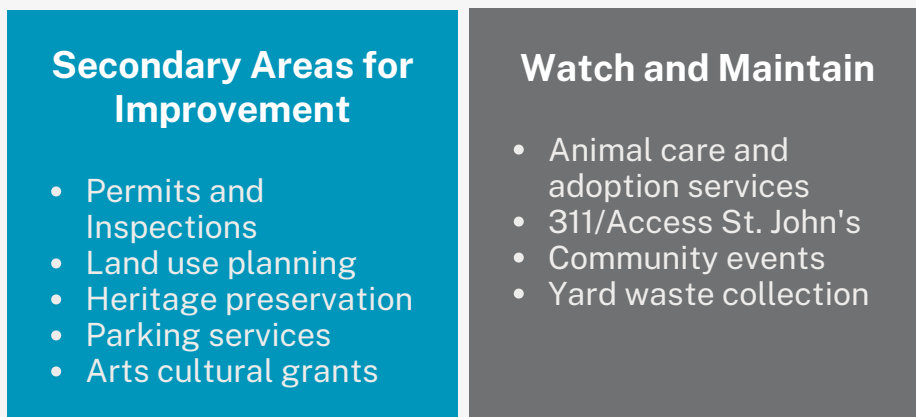 Secondary Areas for
Improvement
• Permits and
Inspections
• Land use planning
• Heritage preservation
• Parking services
• Arts cultural grants
Watch and Maintain
• Animal care and
adoption services
• 311/Access St. John's
• Community events
• Yard waste collection